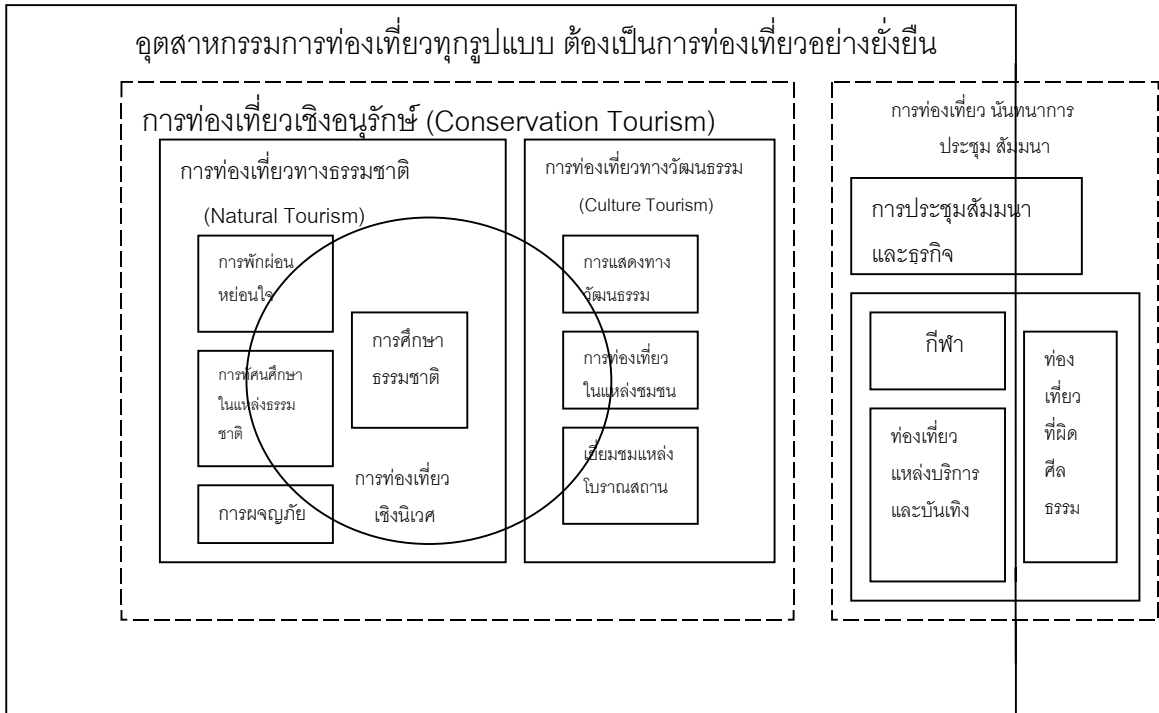 อุตสาหกรรมการท่องเที่ยวทุกรูปแบบ ต้องเป็นการท่องเที่ยวอย่างยั่งยืน
การท่องเที่ยวเชิงอนุรักษ์ (Conservation Tourism)
การท่องเที่ยวทางธรรมชาติ
(Natural Tourism)
การพักผ่อน
หย่อนใจ
การทัศนศึกษา
ในแหล่งธรรม
ชาติ
การผจญภัย
การศึกษา
ธรรมชาติ
การท่องเที่ยว
เชิงนิเวศ
การท่องเที่ยวทางวัฒนธรรม
(Culture Tourism)
การแสดงทาง
วัฒนธรรม
การท่องเที่ยว
ในแหล่งชมชน
เยี่ยมชมแหล่ง
โบราณสถาน
การท่องเที่ยว นันทนาการ
ประชุม สัมมนา
การประชุมสัมมนา
และธุรกิจ
กีฬา
ท่องเที่ยว
แหล่งบริการ
และบันเทิง
ท่อง
เที่ยว
ที่ผิด
ศีล
ธรรม